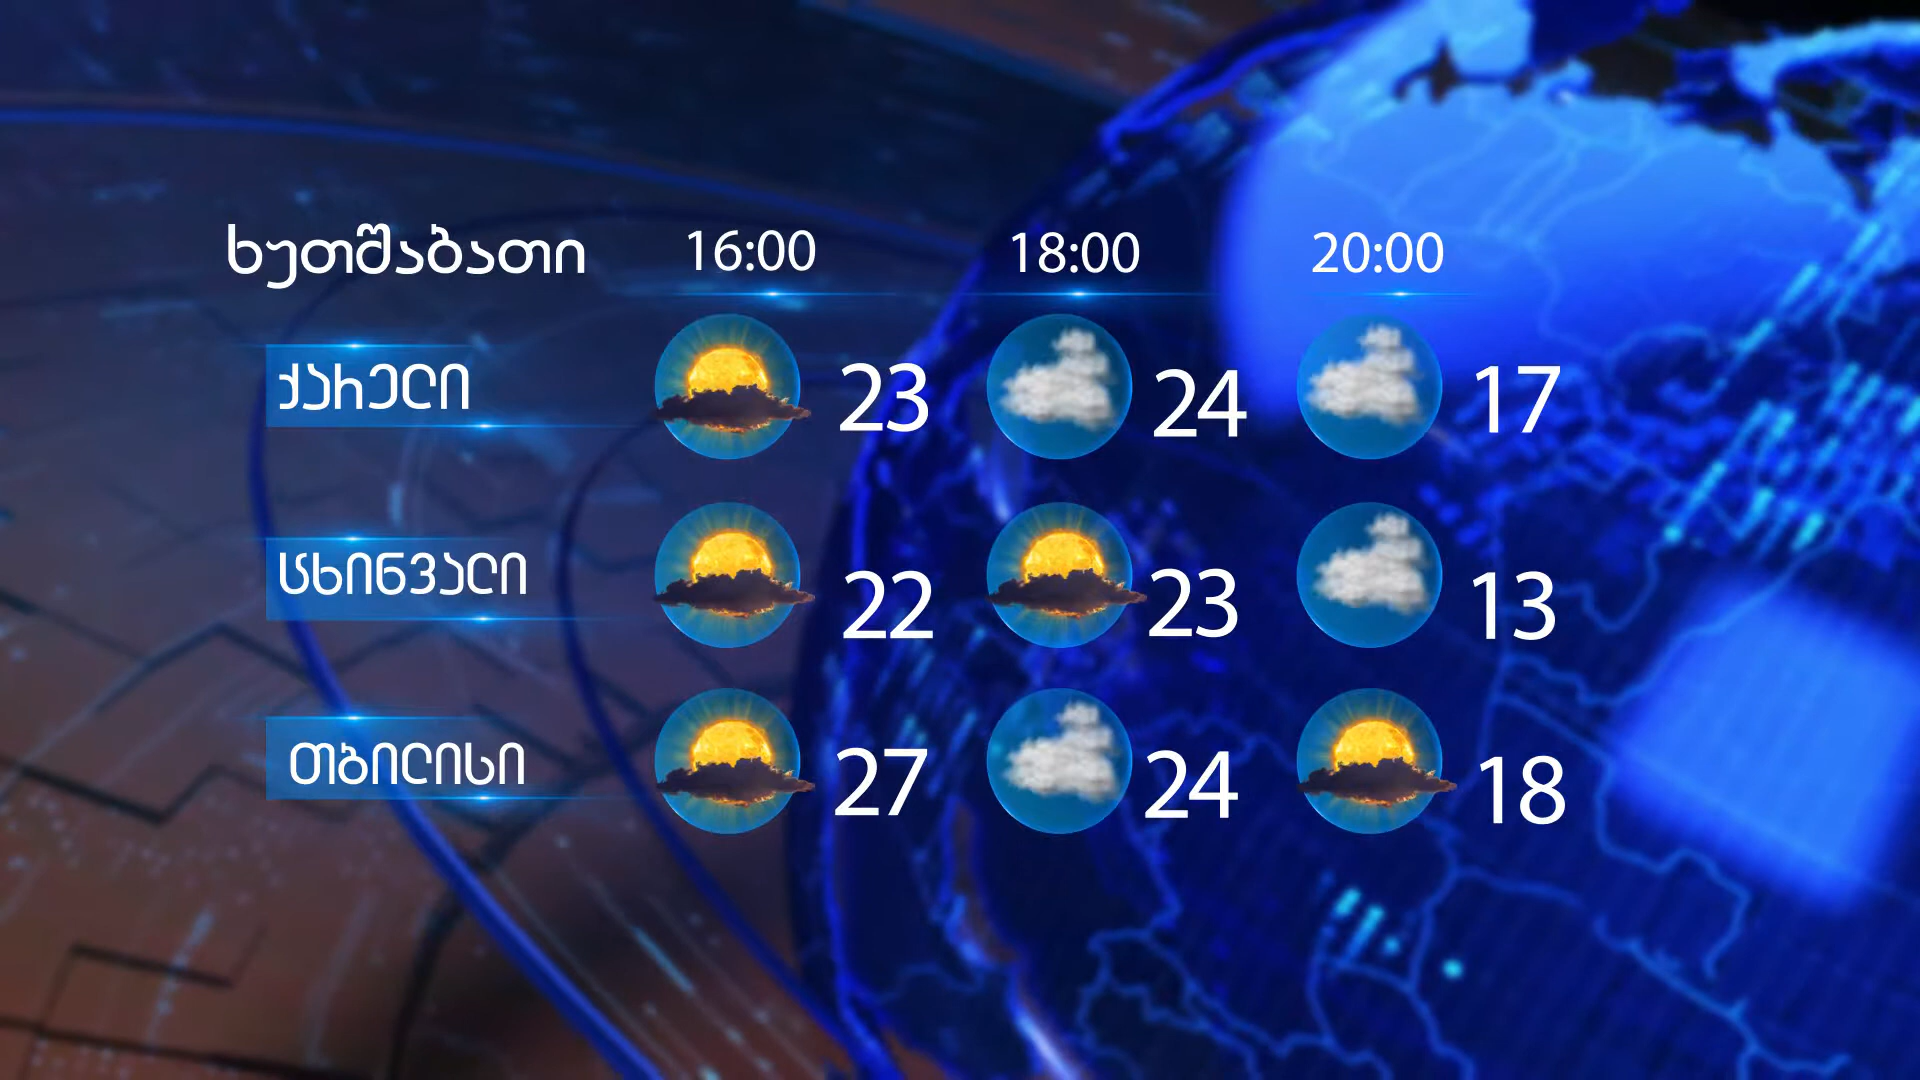 ხუთშაბათი 16:00 18:00 20:00
ქარელი 23 24 17
ცხინვალი 22 23 13
თბილისი 27 24 18